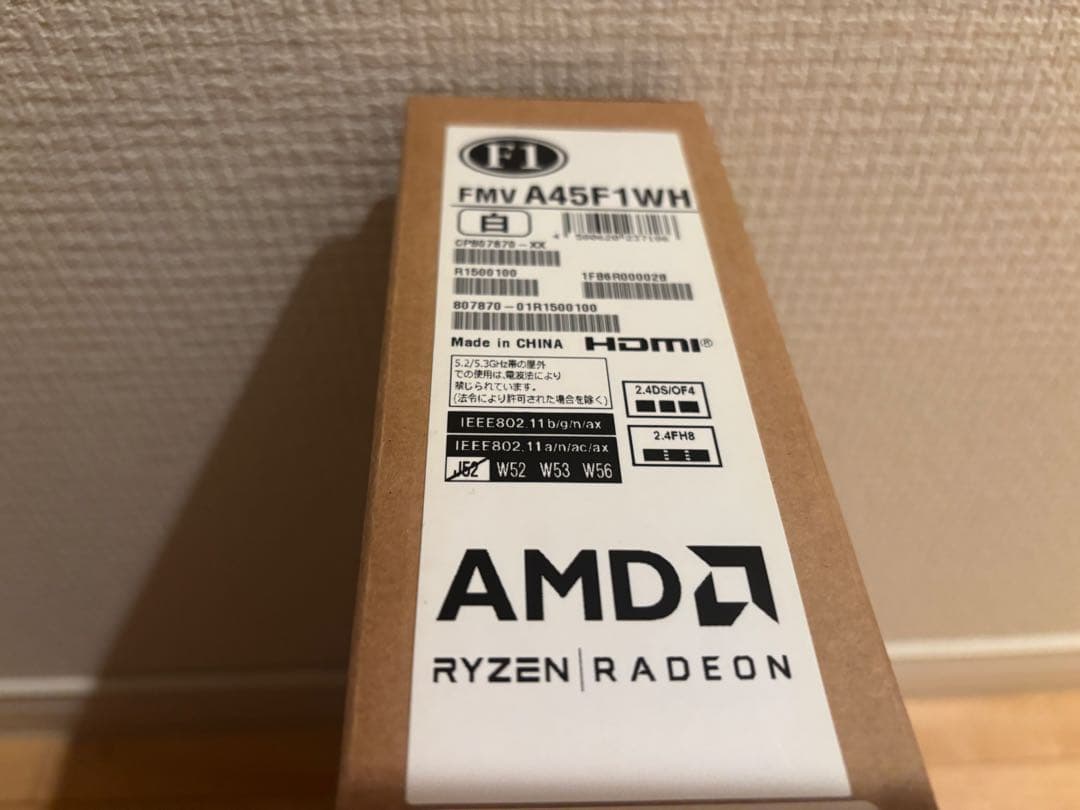 F1
FMV A45F1WH
白
4 580620 237106
CP807870-XX
R1500100
1F86R000028
807870-01R1500100
Made in CHINA
HDMI®
5.2/5.3GHz帯の屋外
での使用は、電波法により
禁じられています。
(法令により許可された場合を除く)
2.4DS/OF4
IEEE802.11b/g/n/ax
IEEE802.11a/n/ac/ax
2.4FH8
J52 W52 W53 W56
AMD
RYZEN | RADEON